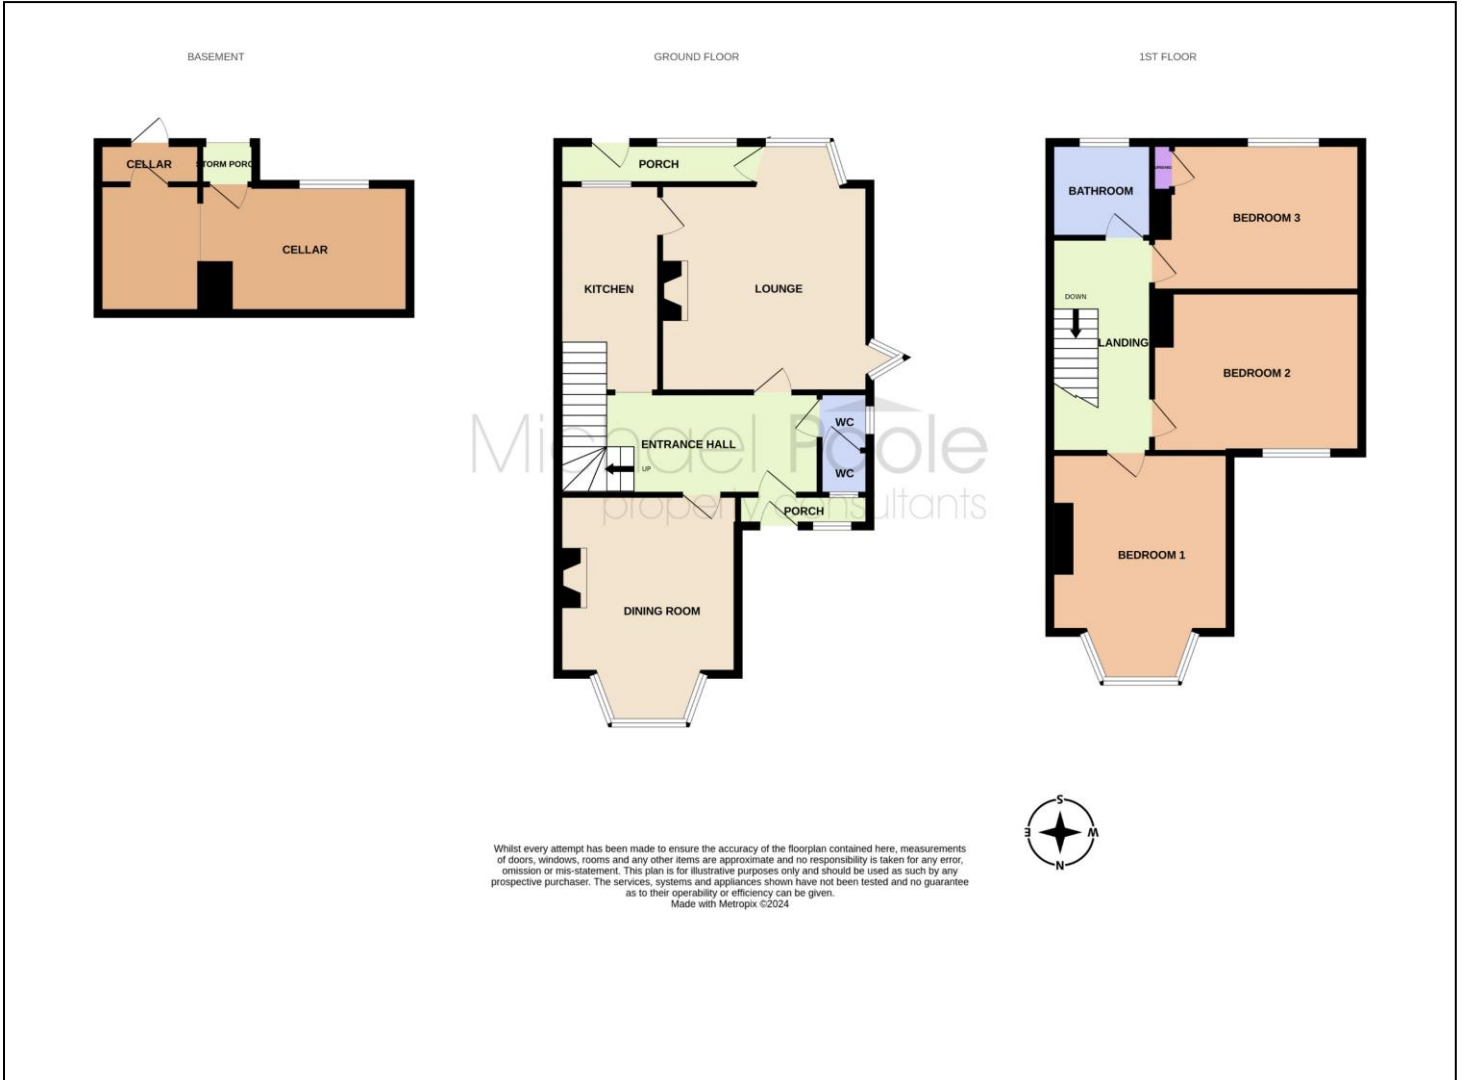 BASEMENT
GROUND FLOOR
1ST FLOOR
CELLAR
STORM PORC
CELLAR
PORCH
KITCHEN
LOUNGE
ENTRANCE HALL
UP
WC
WC
PORCH
DINING ROOM
BATHROOM
BEDROOM 3
DOWN
LANDING
BEDROOM 2
BEDROOM 1
Michael Poole
property consultants
S
E
W
N
Whilst every attempt has been made to ensure the accuracy of the floorplan contained here, measurements
of doors, windows, rooms and any other items are approximate and no responsibility is taken for any error,
omission or mis-statement. This plan is for illustrative purposes only and should be used as such by any
prospective purchaser. The services, systems and appliances shown have not been tested and no guarantee
as to their operability or efficiency can be given.
Made with Metropix ©2024